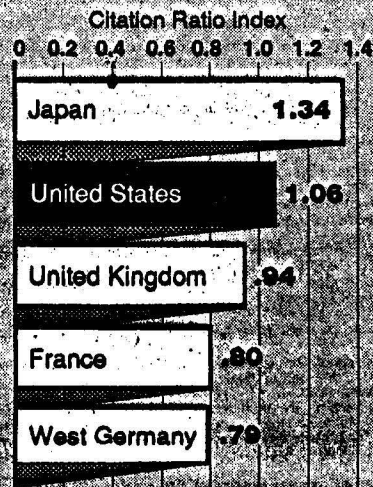 Citation Ratio Index
0 0.2 0.4 0.6 0.8 1.0 1.2 1.4
Japan 1.34
United States 1.06
United Kingdom .94
France .80
West Germany .79